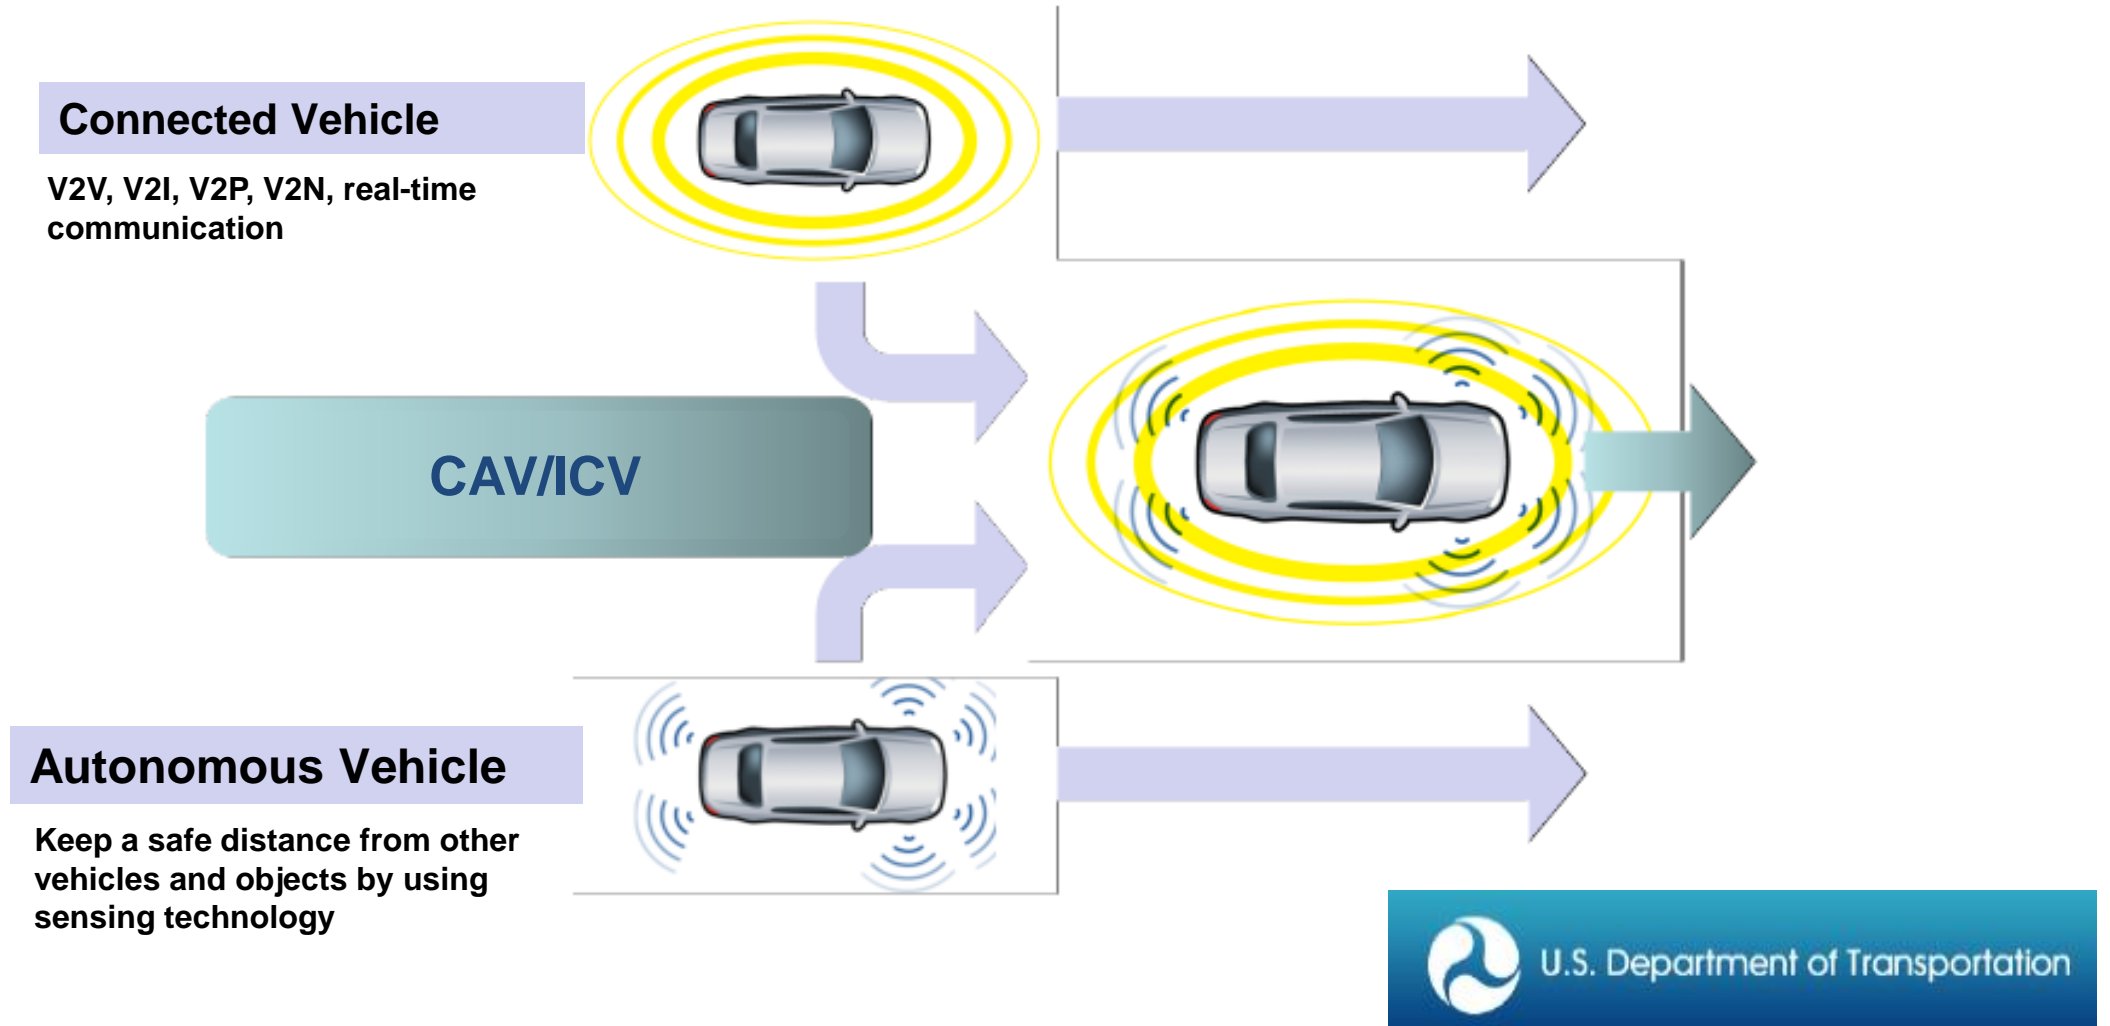 Connected Vehicle
V2V, V2I, V2P, V2N, real-time
communication
CAV/ICV
Autonomous Vehicle
Keep a safe distance from other
vehicles and objects by using
sensing technology
U.S. Department of Transportation